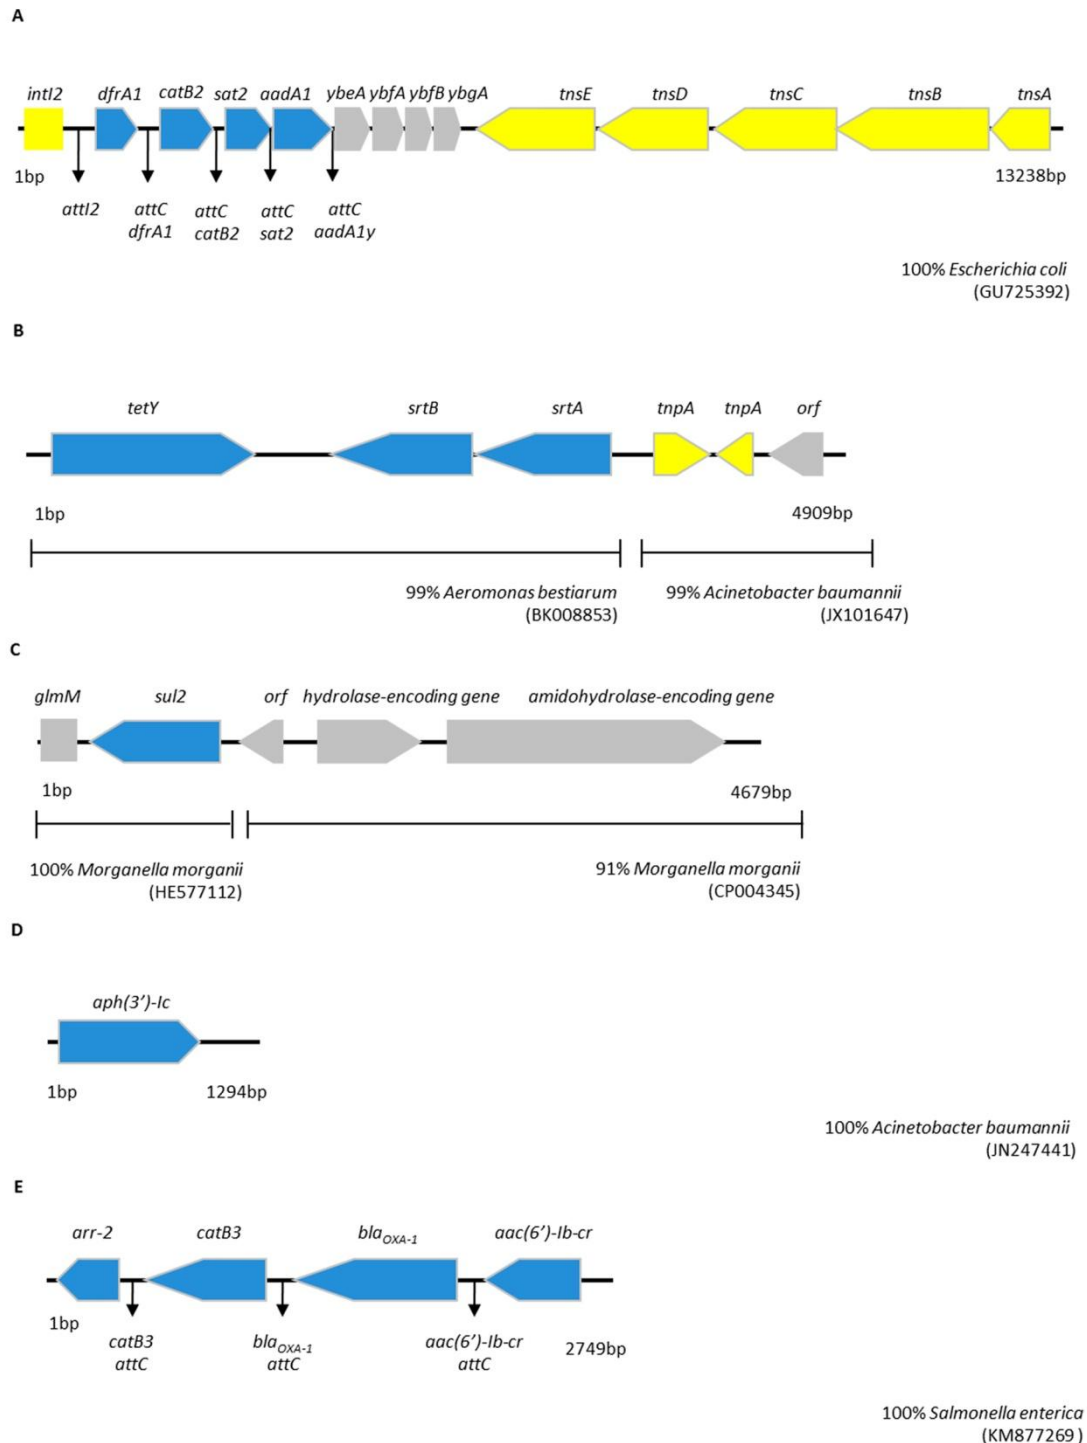 A
intI2 dfrA1 catB2 sat2 aadA1 ybeA ybfA ybfB ybgA tnsE tnsD tnsC tnsB tnsA
1bp 13238bp
attI2 attC attC attC attC
dfrA1 catB2 sat2 aadA1y
100% Escherichia coli
(GU725392)
B
tetY srtB srtA tnpA tnpA orf
1bp 4909bp
99% Aeromonas bestiarum 99% Acinetobacter baumannii
(BK008853) (JX101647)
C
glmM sul2 orf hydrolase-encoding gene amidohydrolase-encoding gene
1bp 4679bp
100% Morganella morganii 91% Morganella morganii
(HE577112) (CP004345)
D
aph(3’)-Ic
1bp 1294bp
100% Acinetobacter baumannii
(JN247441)
E
arr-2 catB3 blaOXA-1 aac(6’)-Ib-cr
1bp 2749bp
catB3 blaOXA-1 aac(6’)-Ib-cr
attC attC attC
100% Salmonella enterica
(KM877269)